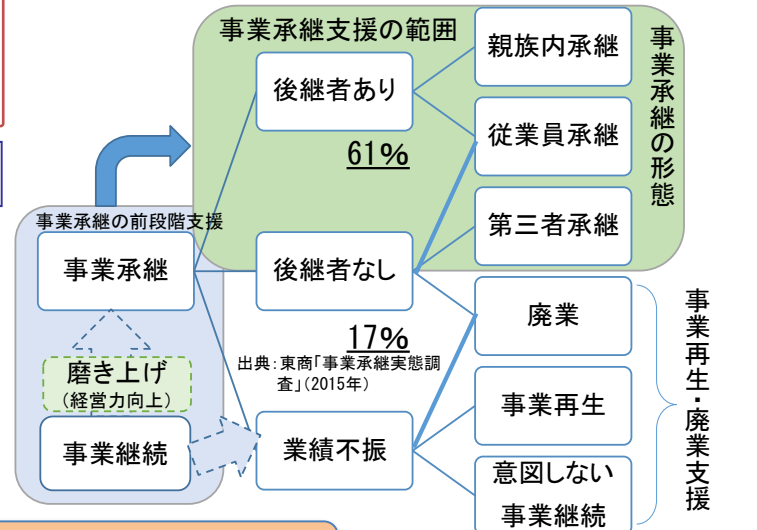 事業承継支援の範囲
後継者あり
61%
親族内承継
従業員承継
第三者承継
事業承継の形態
事業承継の前段階支援
事業承継
後継者なし
17%
出典：東商「事業承継実態調
査」（2015年）
磨き上げ
（経営力向上）
事業継続
業績不振
廃業
事業再生
意図しない
事業継続
事業再生・廃業支援